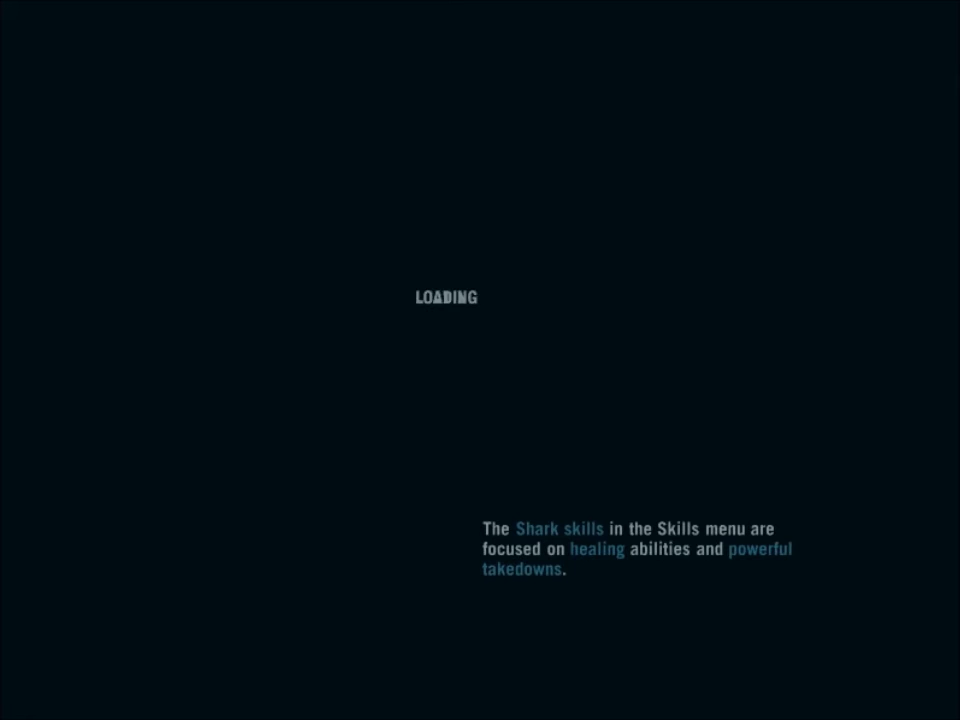 LOADING
The Shark skills in the Skills menu are
focused on healing abilities and powerful
takedowns.